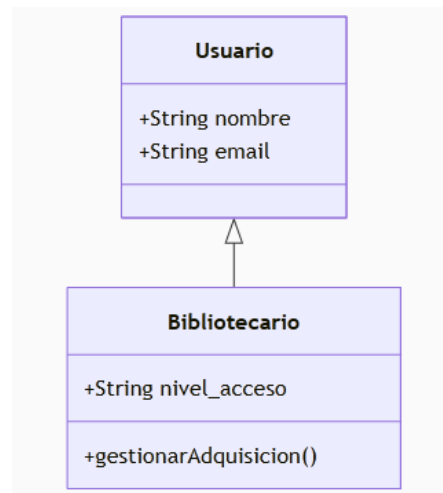 Usuario
+String nombre
+String email
Bibliotecario
+String nivel_acceso
+gestionarAdquisicion()